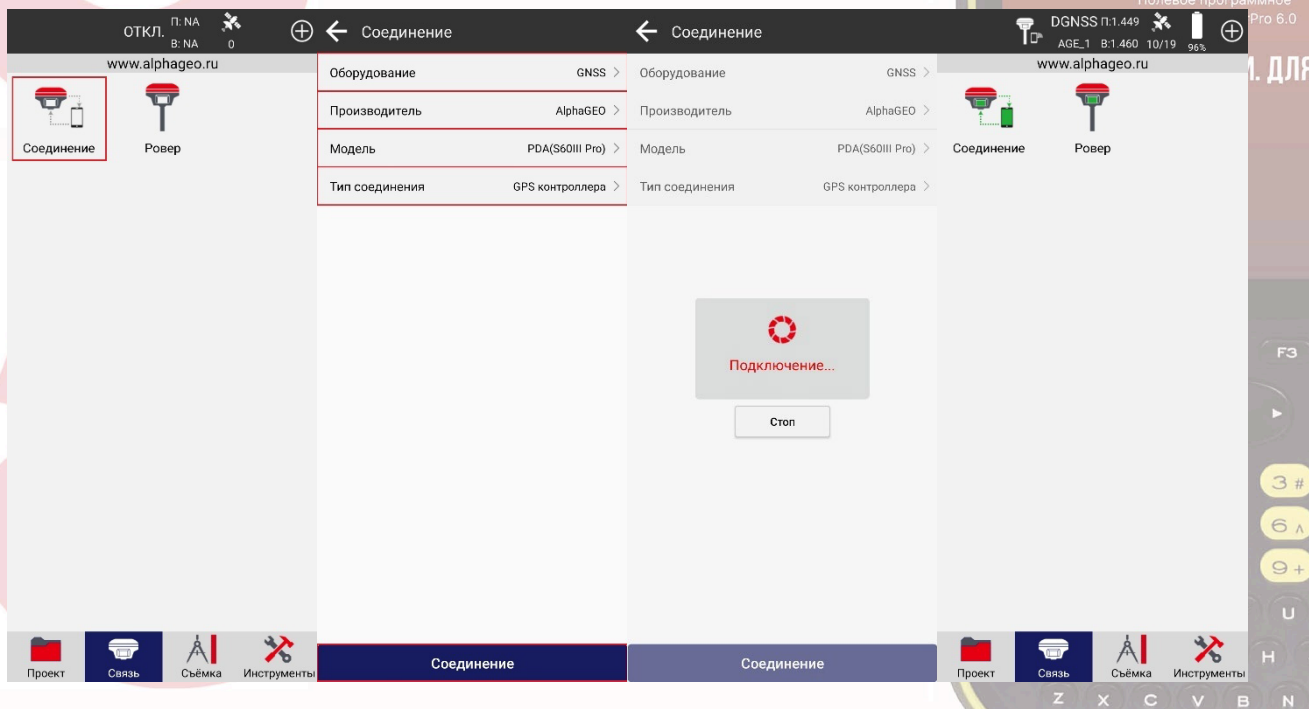 Полевое программное
Pro 6.0
М. ДЛЯ
ОТКЛ.
П: NA
В: NA
0
www.alphageo.ru
Соединение
Ровер
Проект
Связь
Съёмка
Инструменты
Соединение
Оборудование GNSS >
Производитель AlphaGEO >
Модель PDA(S60III Pro) >
Тип соединения GPS контроллера >
Соединение
Соединение
Оборудование GNSS >
Производитель AlphaGEO >
Модель PDA(S60III Pro) >
Тип соединения GPS контроллера >
Подключение...
Стоп
Соединение
DGNSS П:1.449
AGE_1 В:1.460 10/19
96%
www.alphageo.ru
Соединение
Ровер
Проект
Связь
Съёмка
Инструменты
F3
3 #
6 ^
9 +
U
H
Z X C V B N